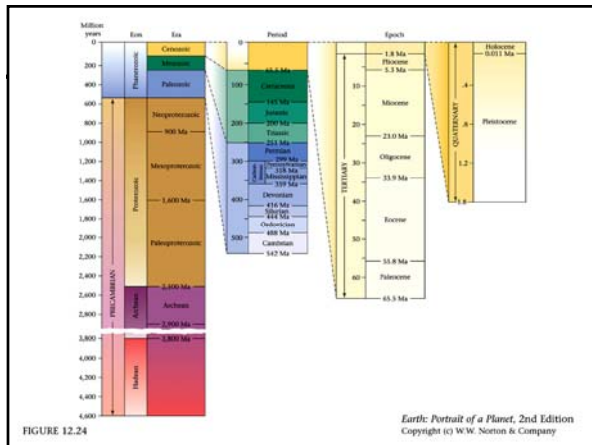 Million years
Eon
Era
Period
Epoch
0
200
400
600
800
1,000
1,200
1,400
1,600
1,800
2,000
2,200
2,400
2,600
2,800
3,800
4,000
4,200
4,400
4,600
PRECAMBRIAN
Phanerozoic
Proterozoic
Archean
Hadean
Cenozoic
Mesozoic
Paleozoic
Neoproterozoic
900 Ma
Mesoproterozoic
1,600 Ma
Paleoproterozoic
2,500 Ma
Archean
2,900 Ma
3,800 Ma
0
100
200
300
400
500
65.5 Ma
Cretaceous
145 Ma
Jurassic
200 Ma
Triassic
251 Ma
Permian
299 Ma
Pennsylvanian
318 Ma
Mississippian
359 Ma
Devonian
416 Ma
Silurian
444 Ma
Ordovician
488 Ma
Cambrian
542 Ma
0
10
20
30
40
50
60
TERTIARY
1.8 Ma
Pliocene
5.3 Ma
Miocene
23.0 Ma
Oligocene
33.9 Ma
Eocene
55.8 Ma
Paleocene
65.5 Ma
0
.4
1.2
1.8
QUATERNARY
Holocene
0.011 Ma
Pleistocene
FIGURE 12.24
Earth: Portrait of a Planet, 2nd Edition
Copyright (c) W.W. Norton & Company